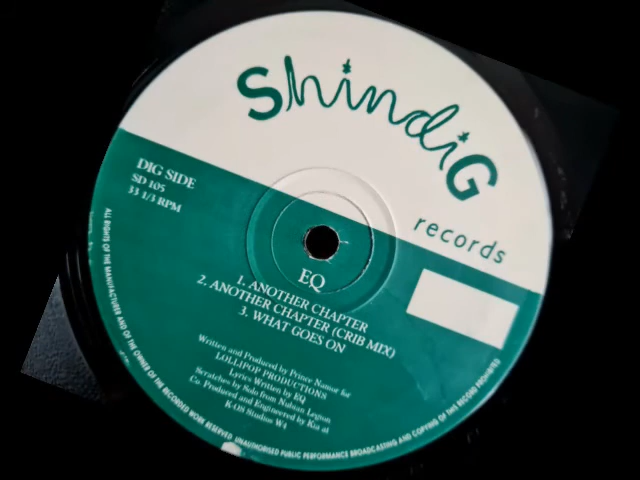 ShindiG
records
DIG SIDE
SD 105
33 1/3 RPM
EQ
1. ANOTHER CHAPTER
2. ANOTHER CHAPTER (CRIB MIX)
3. WHAT GOES ON
Written and Produced by Prince Namor for
LOLLIPOP PRODUCTIONS
Lyrics Written by EQ
Scratches by Solo from Nubian Legion
Co-Produced and Engineered by Kia at
K-OS Studios W4
ALL RIGHTS OF THE MANUFACTURER AND OF THE OWNER OF THE RECORDED WORK RESERVED. UNAUTHORISED PUBLIC PERFORMANCE BROADCASTING AND COPYING OF THIS RECORD PROHIBITED